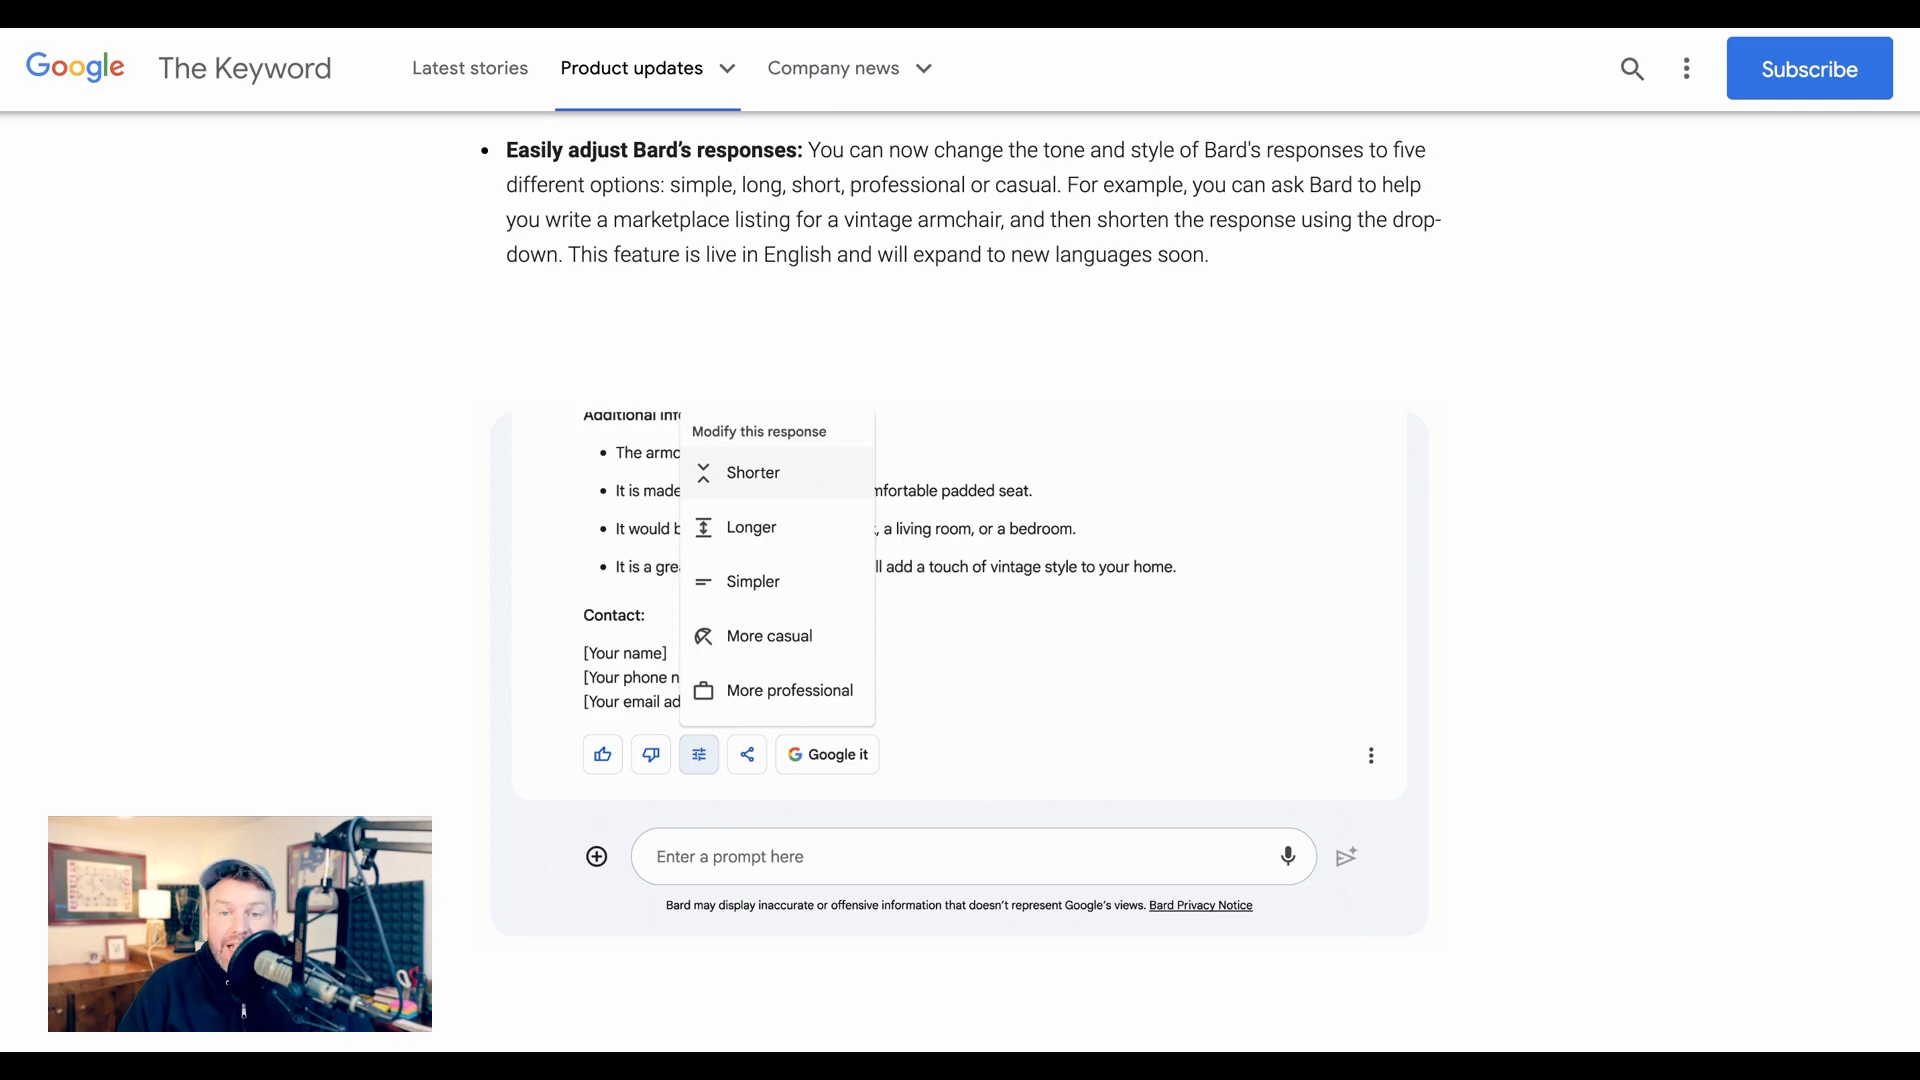 Google The Keyword Latest stories Product updates Company news Subscribe
• Easily adjust Bard’s responses: You can now change the tone and style of Bard's responses to five
different options: simple, long, short, professional or casual. For example, you can ask Bard to help
you write a marketplace listing for a vintage armchair, and then shorten the response using the drop-
down. This feature is live in English and will expand to new languages soon.
Additional
Modify this response
• The
Shorter
• It is made
padded seat.
Longer
• It would
a living room, or a bedroom.
Simpler
• It is a
add a touch of vintage style to your home.
Contact:
More casual
[Your name]
[Your phone
More professional
[Your email
Google it
Enter a prompt here
Bard may display inaccurate or offensive information that doesn’t represent Google’s views. Bard Privacy Notice